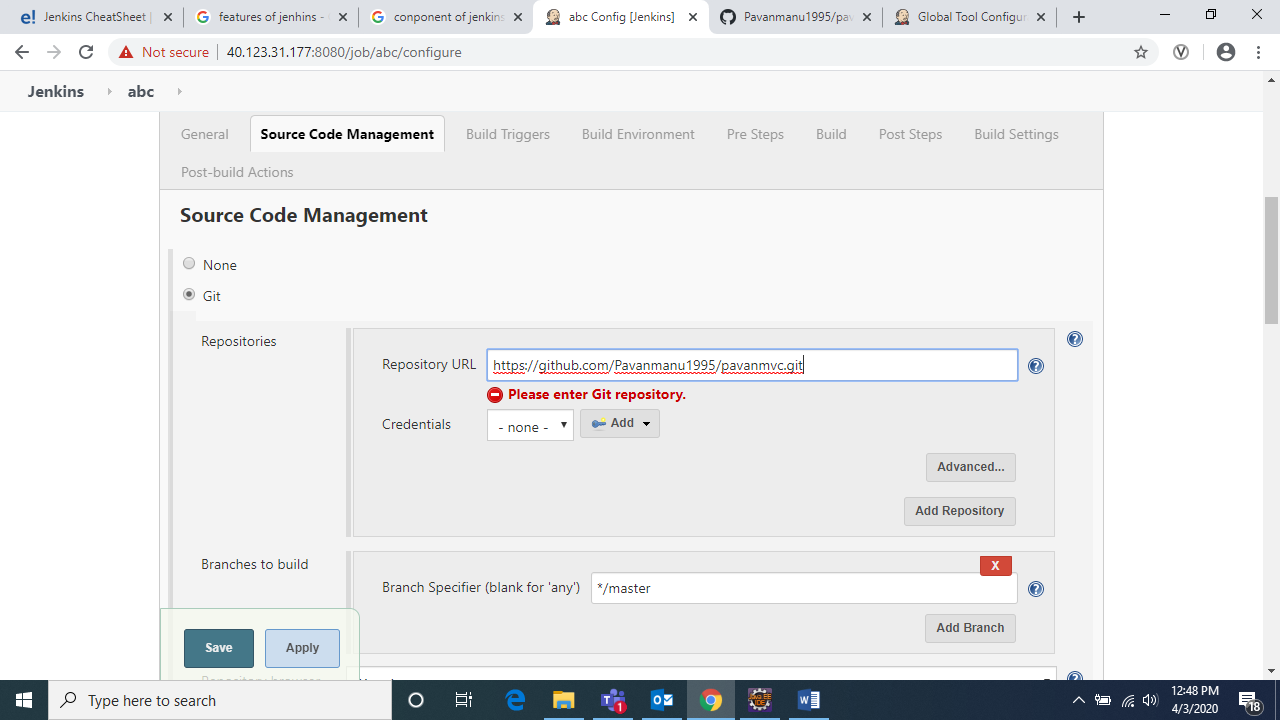 Jenkins CheatSheet |
features of jenhins -
conponent of jenkins
abc Config [Jenkins]
Pavanmanu1995/pav
Global Tool Configur
Not secure | 40.123.31.177:8080/job/abc/configure
Jenkins abc
General Source Code Management Build Triggers Build Environment Pre Steps Build Post Steps Build Settings
Post-build Actions
Source Code Management
None
Git
Repositories
Repository URL https://github.com/Pavanmanu1995/pavanmvc.git
Please enter Git repository.
Credentials - none - Add
Advanced...
Add Repository
Branches to build
X
Branch Specifier (blank for 'any') */master
Add Branch
Save Apply
Type here to search
12:48 PM
4/3/2020
1
18